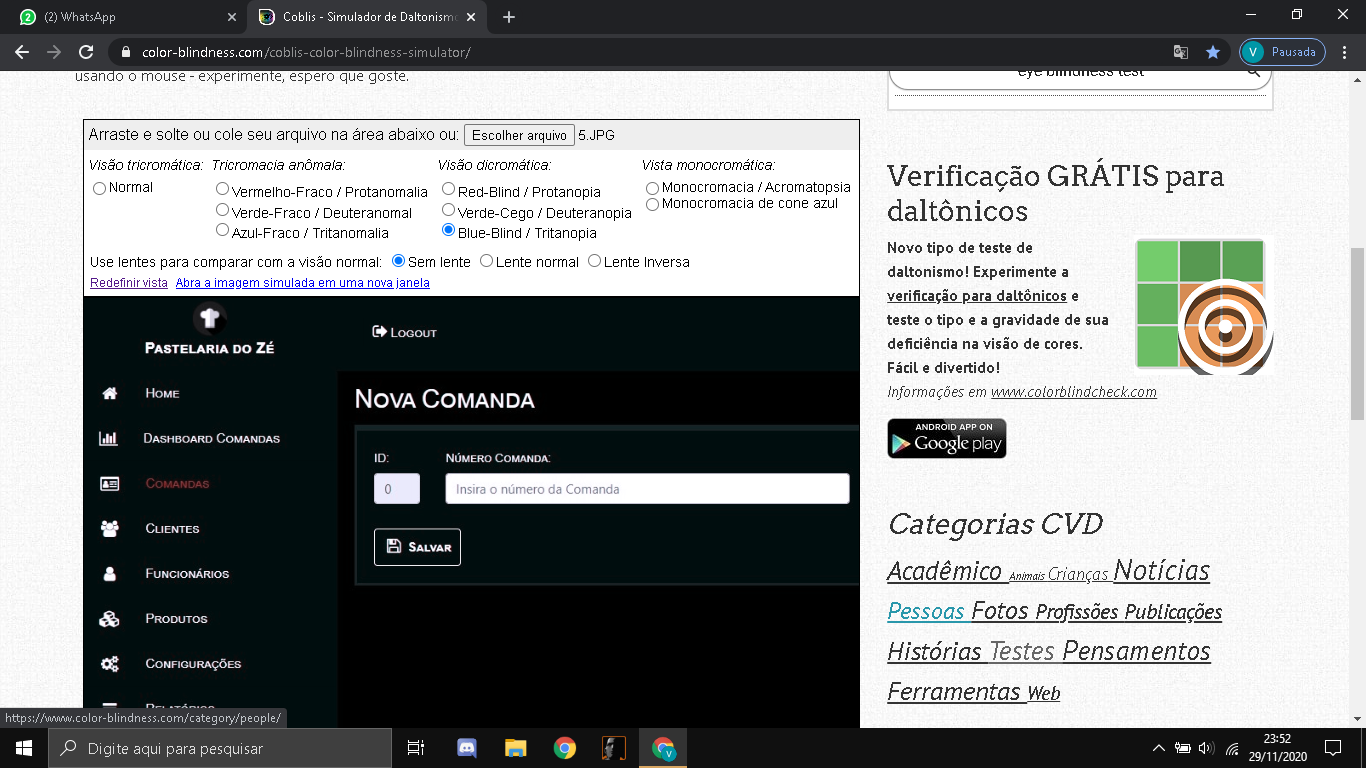 (2) WhatsApp
Coblis - Simulador de Daltonismo
color-blindness.com/coblis-color-blindness-simulator/
V Pausada
usando o mouse - experimente, espero que goste.
eye blindness test
Arraste e solte ou cole seu arquivo na área abaixo ou: Escolher arquivo 5.JPG
Visão tricromática: Tricromacia anômala: Visão dicromática: Vista monocromática:
Normal Vermelho-Fraco / Protanomalia Red-Blind / Protanopia Monocromacia / Acromatopsia
Verde-Fraco / Deuteranomal Verde-Cego / Deuteranopia Monocromacia de cone azul
Azul-Fraco / Tritanomalia Blue-Blind / Tritanopia
Use lentes para comparar com a visão normal: Sem lente Lente normal Lente Inversa
Redefinir vista Abra a imagem simulada em uma nova janela
Pastelaria do Zé
Logout
Home
Dashboard Comandas
Comandas
Clientes
Funcionários
Produtos
Configurações
Relatórios
Nova Comanda
ID: Número Comanda:
0 Insira o número da Comanda
Salvar
Verificação GRÁTIS para
daltônicos
Novo tipo de teste de
daltonismo! Experimente a
verificação para daltônicos e
teste o tipo e a gravidade de sua
deficiência na visão de cores.
Fácil e divertido!
Informações em www.colorblindcheck.com
ANDROID APP ON
Google play
Categorias CVD
Acadêmico Animais Crianças Notícias
Pessoas Fotos Profissões Publicações
Histórias Testes Pensamentos
Ferramentas Web
https://www.color-blindness.com/category/people/
Digite aqui para pesquisar
V
23:52
29/11/2020